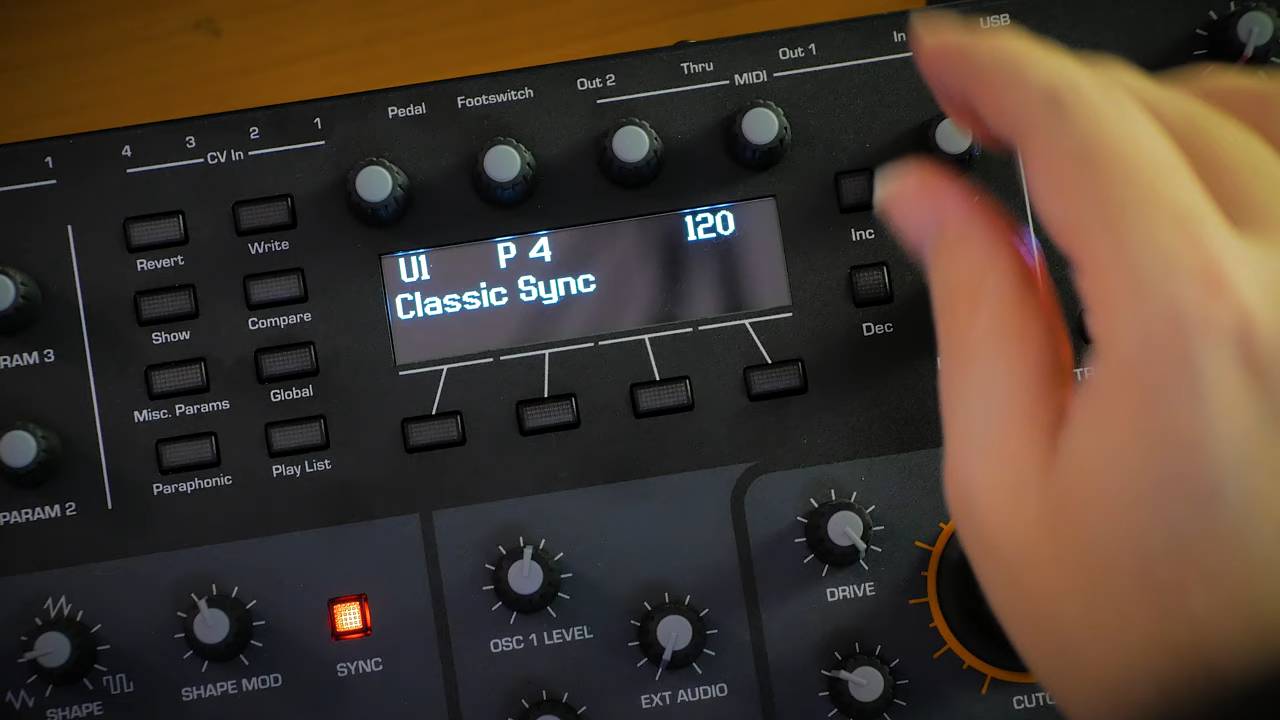 USB
In
Out 1
MIDI
Thru
Out 2
Footswitch
Pedal
1
2
3
4
CV In
1
Revert
Write
Show
Compare
Misc. Params
Global
Paraphonic
Play List
U1 P 4 120
Classic Sync
Inc
Dec
RAM 3
PARAM 2
SHAPE
SHAPE MOD
SYNC
OSC 1 LEVEL
EXT AUDIO
DRIVE
CUTO